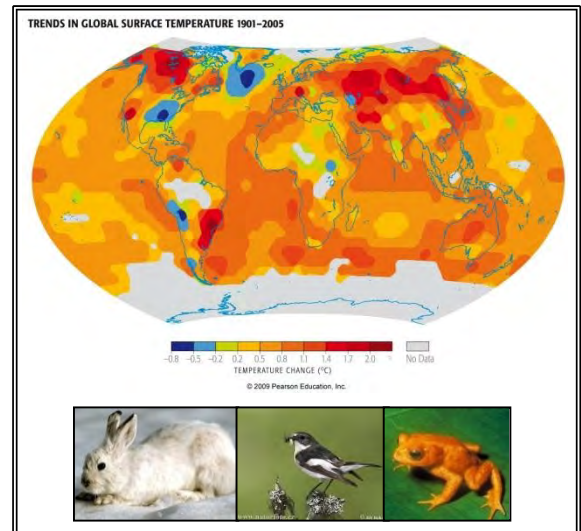 TRENDS IN GLOBAL SURFACE TEMPERATURE 1901–2005
–0.8 –0.5 –0.2 0.2 0.5 0.8 1.1 1.4 1.7 2.0 No Data
TEMPERATURE CHANGE (°C)
© 2009 Pearson Education, Inc.